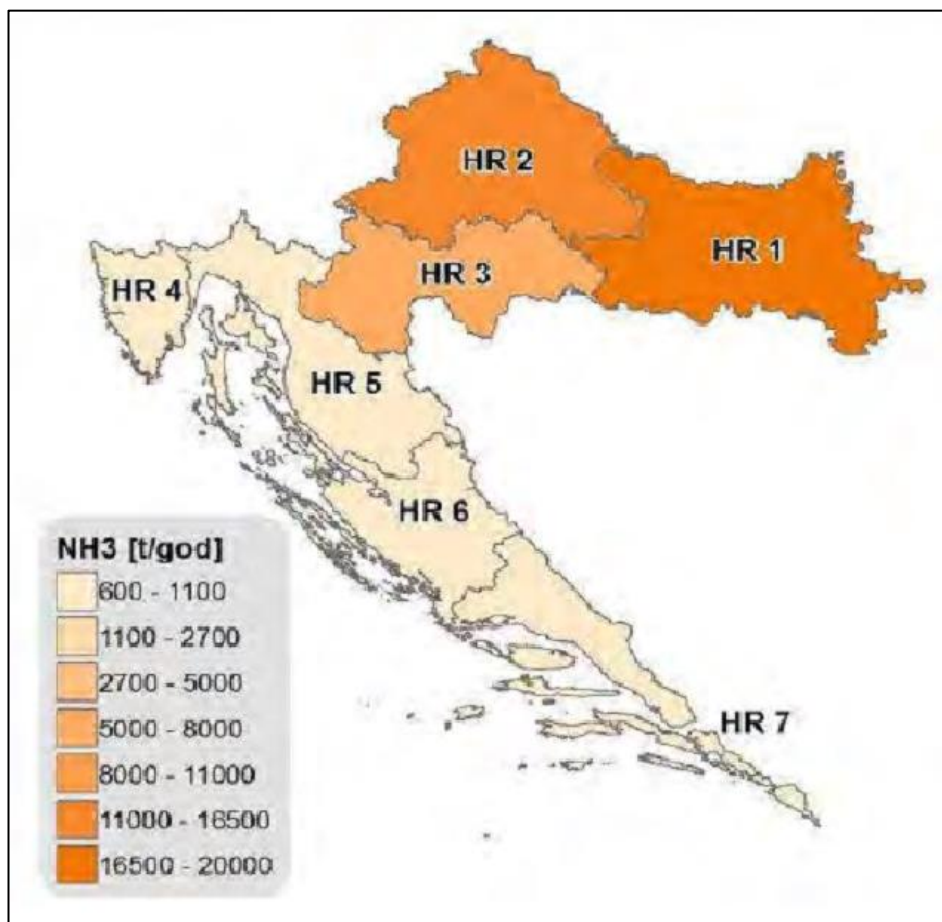 HR 2
HR 1
HR 3
HR 4
HR 5
HR 6
HR 7
NH3 [t/god]
600 - 1100
1100 - 2700
2700 - 5000
5000 - 8000
8000 - 11000
11000 - 16500
16500 - 20000